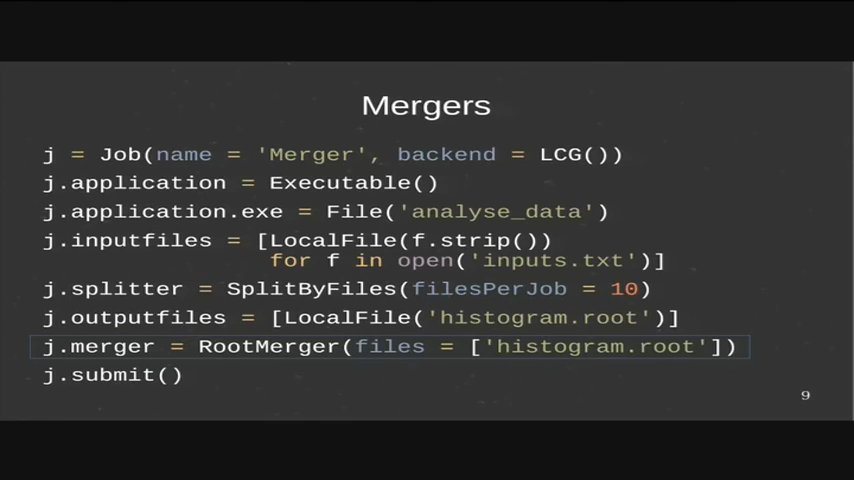 Mergers
j = Job(name = 'Merger', backend = LCG())
j.application = Executable()
j.application.exe = File('analyse_data')
j.inputfiles = [LocalFile(f.strip())
for f in open('inputs.txt')]
j.splitter = SplitByFiles(filesPerJob = 10)
j.outputfiles = [LocalFile('histogram.root')]
j.merger = RootMerger(files = ['histogram.root'])
j.submit()
9